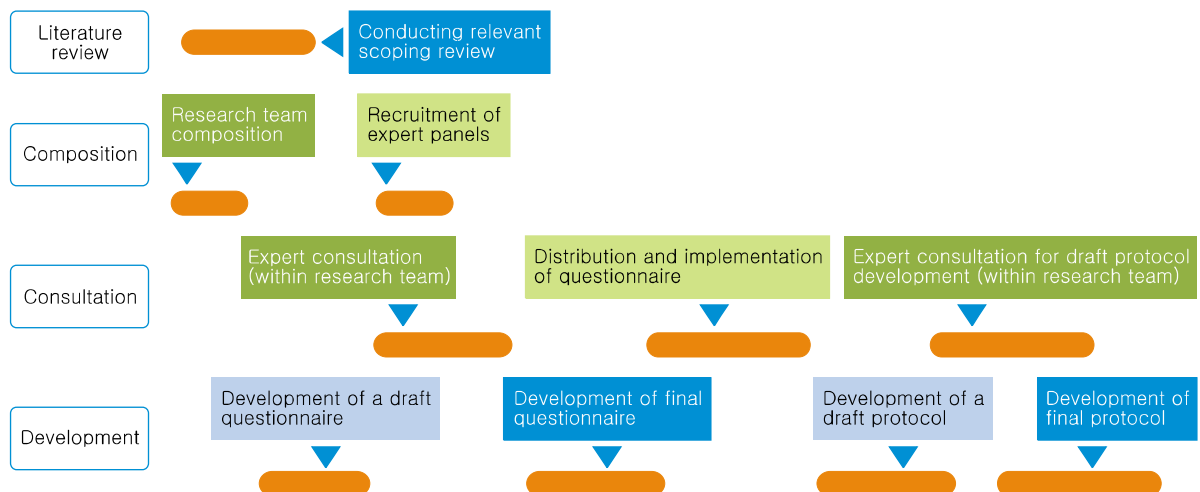 Literature
review
Conducting relevant
scoping review
Composition
Research team
composition
Recruitment of
expert panels
Consultation
Expert consultation
(within research team)
Distribution and implementation
of questionnaire
Expert consultation for draft protocol
development (within research team)
Development
Development of a draft
questionnaire
Development of final
questionnaire
Development of a
draft protocol
Development of
final protocol